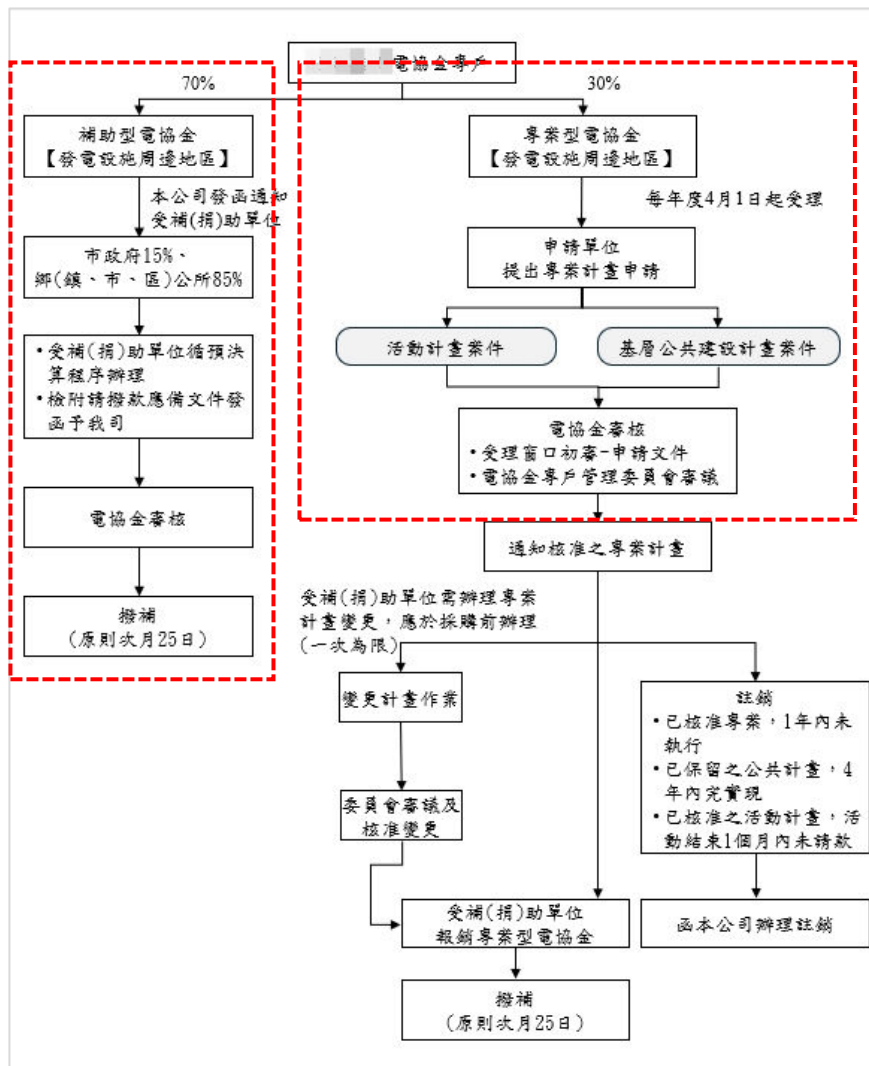 電協金專戶
70%
30%
補助型電協金
【發電設施周邊地區】
本公司發函通知
受補(捐)助單位
市政府15%、
鄉(鎮、市、區)公所85%
•受補(捐)助單位循預決
算程序辦理
•檢附請撥款應備文件發
函予我司
電協金審核
撥補
(原則次月25日)
專案型電協金
【發電設施周邊地區】
每年度4月1日起受理
申請單位
提出專案計畫申請
活動計畫案件
基層公共建設計畫案件
電協金審核
•受理窗口初審-申請文件
•電協金專戶管理委員會審議
通知核准之專案計畫
受補(捐)助單位需辦理專案
計畫變更，應於採購前辦理
(一次為限)
變更計畫作業
委員會審議及
核准變更
註銷
•已核准專案，1年內未
執行
•已保留之公共計畫，4
年內完實現
•已核准之活動計畫，活
動結束1個月內未請款
受補(捐)助單位
報銷專案型電協金
函本公司辦理註銷
撥補
(原則次月25日)